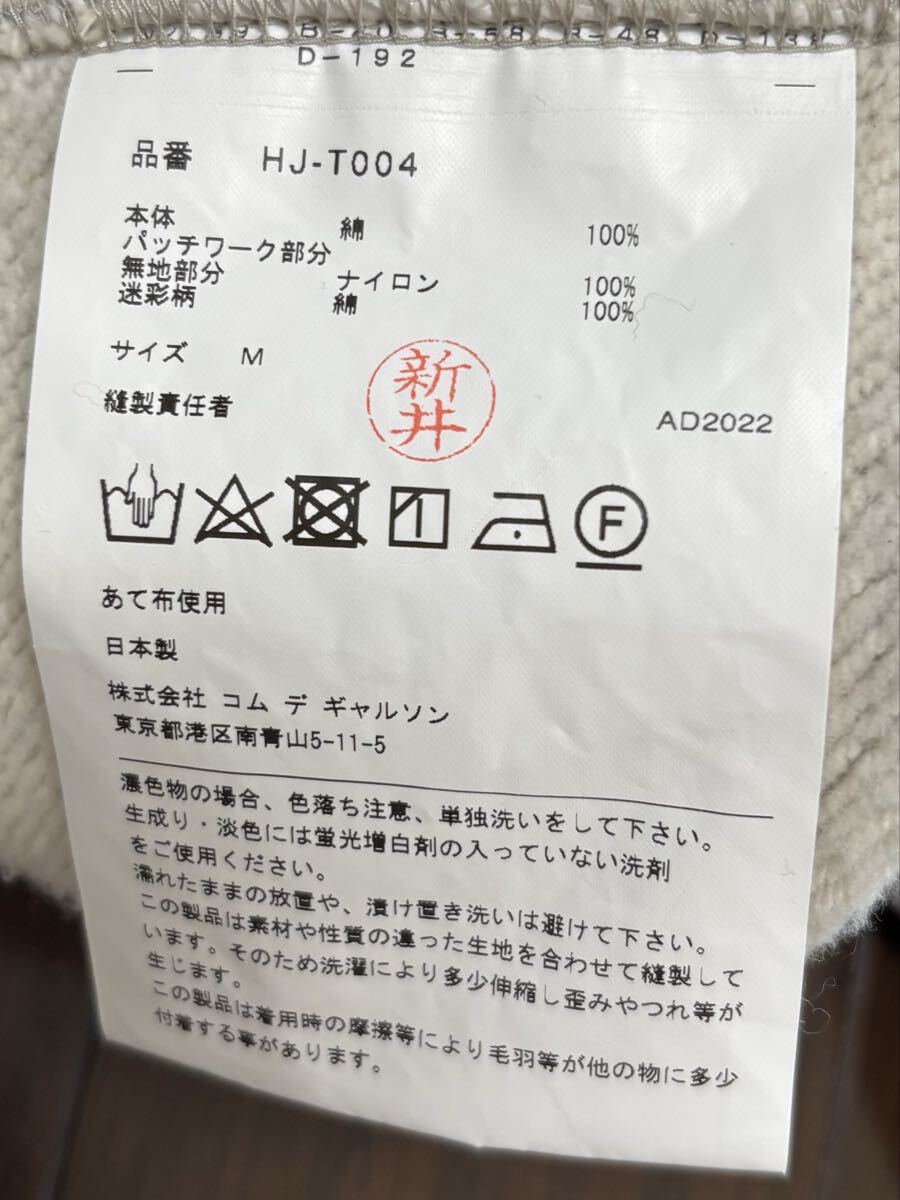 D-192
品番 HJ-T004
本体 綿 100%
パッチワーク部分
無地部分 ナイロン 100%
迷彩柄 綿 100%
サイズ M
新井
縫製責任者 AD2022
F
あて布使用
日本製
株式会社 コム デ ギャルソン
東京都港区南青山5-11-5
濃色物の場合、色落ち注意、単独洗いをして下さい。
生成り・淡色には蛍光増白剤の入っていない洗剤
をご使用ください。
濡れたままの放置や、漬け置き洗いは避けて下さい。
この製品は素材や性質の違った生地を合わせて縫製して
います。そのため洗濯により多少伸縮し歪みやつれ等が
生じます。
この製品は着用時の摩擦等により毛羽等が他の物に多少
付着する事があります。